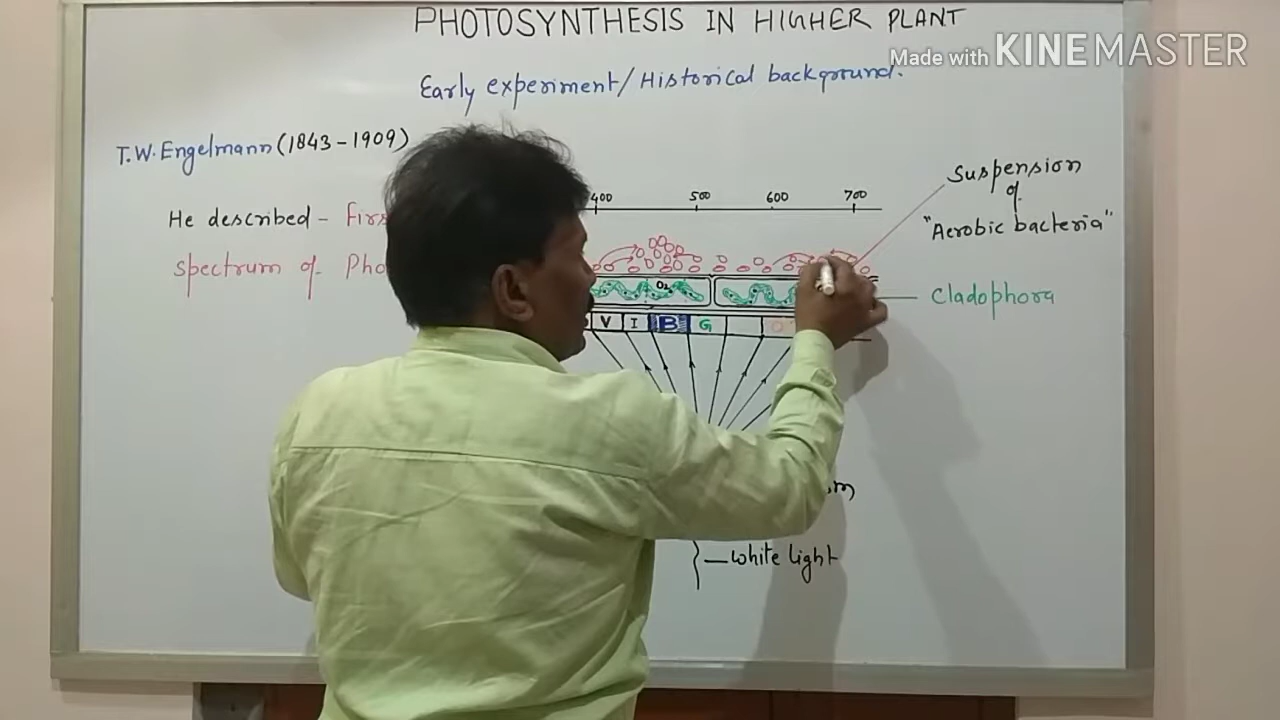 PHOTOSYNTHESIS IN HIGHER PLANT
Made with KINEMASTER
Early experiment/Historical background.
T.W. Engelmann (1843-1909)
He described -
spectrum of
400 500 600 700
Suspension
of
"Aerobic bacteria"
O₂
Cladophora
V I B G
White light